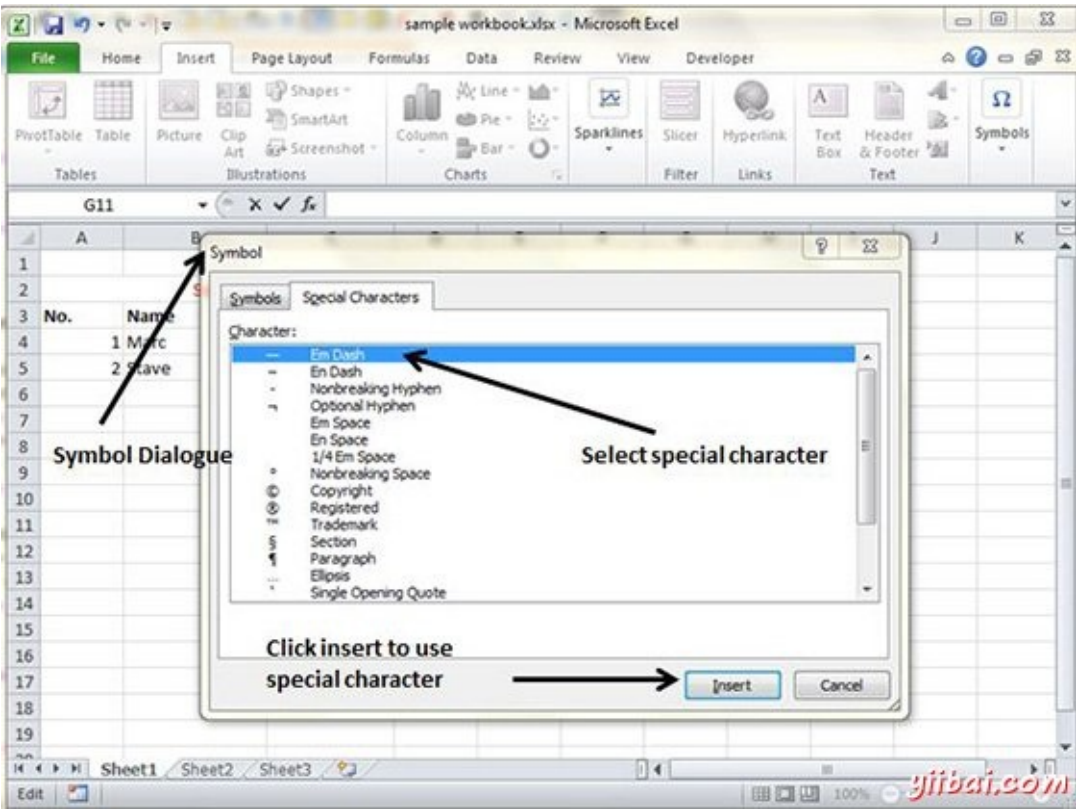 sample workbook.xlsx - Microsoft Excel
File Home Insert Page Layout Formulas Data Review View Developer
PivotTable Table Picture Clip Art Shapes SmartArt Screenshot Column Line Pie Bar Sparklines Slicer Hyperlink Text Box Header & Footer Symbols
Tables Illustrations Charts Filter Links Text
G11 fx
A B J K
1
2
3 No. Name
4 1 Marc
5 2 Stave
6
7
8
9
10
11
12
13
14
15
16
17
18
19
Symbol
Symbols Special Characters
Character:
— Em Dash
– En Dash
- Nonbreaking Hyphen
¬ Optional Hyphen
Em Space
En Space
1/4 Em Space
° Nonbreaking Space
© Copyright
® Registered
™ Trademark
§ Section
¶ Paragraph
… Ellipsis
‘ Single Opening Quote
Symbol Dialogue
Select special character
Click insert to use
special character
Insert Cancel
Sheet1 Sheet2 Sheet3
Edit 100%
yiibai.com